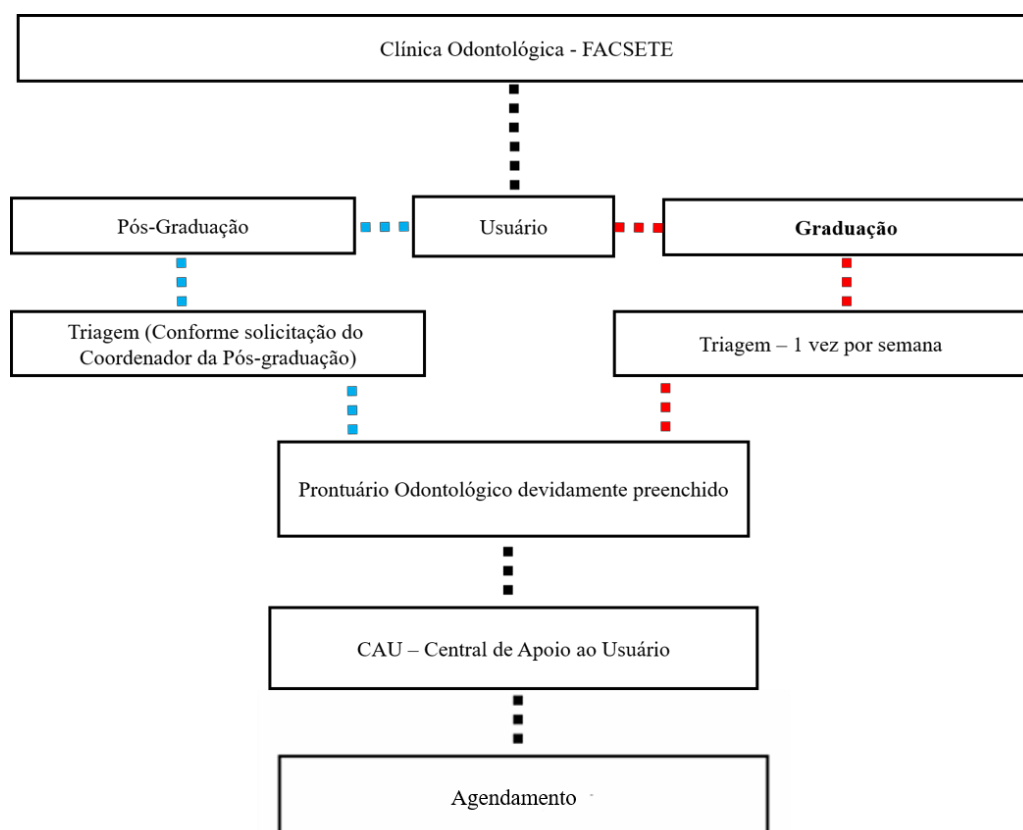 Clínica Odontológica - FACSETE
Pós-Graduação
Usuário
Graduação
Triagem (Conforme solicitação do
Coordenador da Pós-graduação)
Triagem – 1 vez por semana
Prontuário Odontológico devidamente preenchido
CAU – Central de Apoio ao Usuário
Agendamento